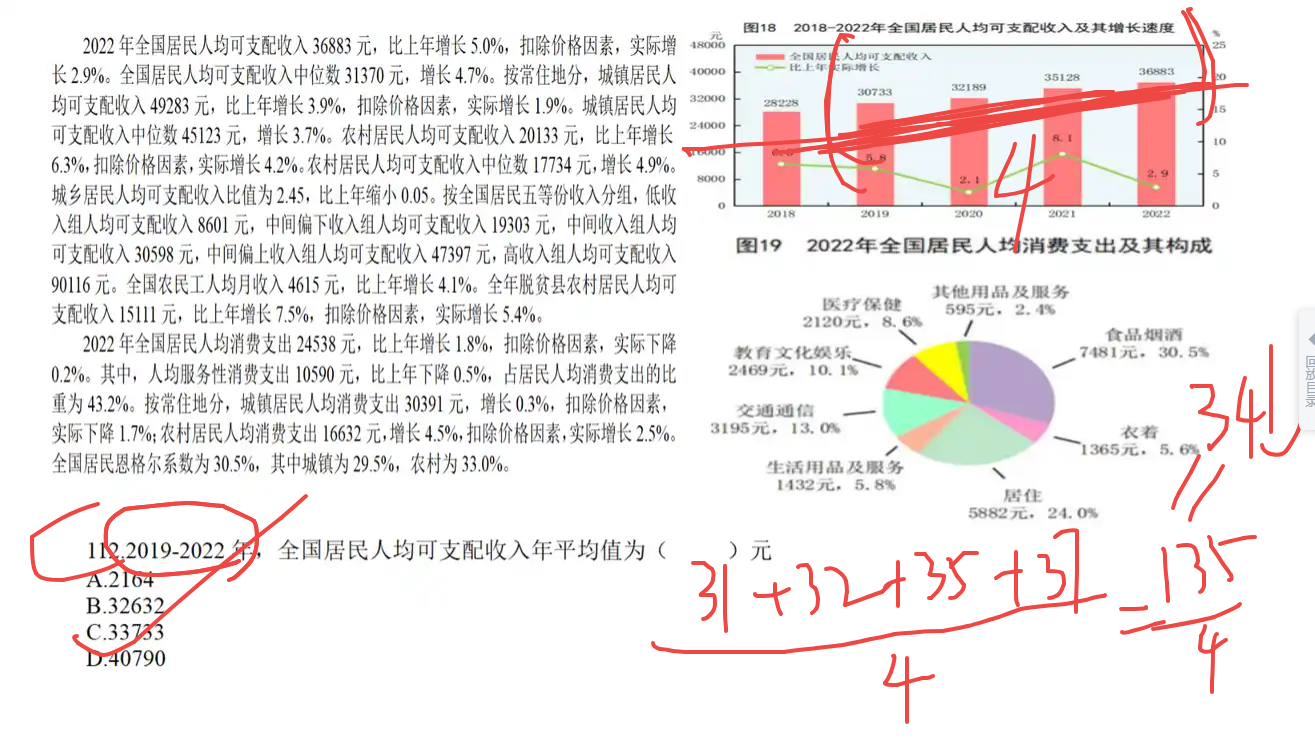 2022 年全国居民人均可支配收入 36883 元，比上年增长 5.0%，扣除价格因素，实际增
长 2.9%。全国居民人均可支配收入中位数 31370 元，增长 4.7%。按常住地分，城镇居民人
均可支配收入 49283 元，比上年增长 3.9%，扣除价格因素，实际增长 1.9%。城镇居民人均
可支配收入中位数 45123 元，增长 3.7%。农村居民人均可支配收入 20133 元，比上年增长
6.3%，扣除价格因素，实际增长 4.2%。农村居民人均可支配收入中位数 17734 元，增长 4.9%。
城乡居民人均可支配收入比值为 2.45，比上年缩小 0.05。按全国居民五等份收入分组，低收
入组人均可支配收入 8601 元，中间偏下收入组人均可支配收入 19303 元，中间收入组人均
可支配收入 30598 元，中间偏上收入组人均可支配收入 47397 元，高收入组人均可支配收入
90116 元。全国农民工人均月收入 4615 元，比上年增长 4.1%。全年脱贫县农村居民人均可
支配收入 15111 元，比上年增长 7.5%，扣除价格因素，实际增长 5.4%。
2022 年全国居民人均消费支出 24538 元，比上年增长 1.8%，扣除价格因素，实际下降
0.2%。其中，人均服务性消费支出 10590 元，比上年下降 0.5%，占居民人均消费支出的比
重为 43.2%。按常住地分，城镇居民人均消费支出 30391 元，增长 0.3%，扣除价格因素，
实际下降 1.7%；农村居民人均消费支出 16632 元，增长 4.5%，扣除价格因素，实际增长 2.5%。
全国居民恩格尔系数为 30.5%，其中城镇为 29.5%，农村为 33.0%。
图18 2018-2022年全国居民人均可支配收入及其增长速度
元 %
48000 25
全国居民人均可支配收入
比上年实际增长
40000 20
32000 15
24000 10
16000
8000 5
0 0
28228 30733 32189 35128 36883
5.8 2.1 8.1 2.9
2018 2019 2020 2021 2022
4
图19 2022年全国居民人均消费支出及其构成
其他用品及服务
595元，2.4%
医疗保健
2120元，8.6%
食品烟酒
7481元，30.5%
教育文化娱乐
2469元，10.1%
交通通信
3195元，13.0%
衣着
1365元，5.6%
生活用品及服务
1432元，5.8%
居住
5882元，24.0%
回放目录
112.2019-2022 年，全国居民人均可支配收入年平均值为（ ）元
A.2164
B.32632
C.33733
D.40790
31+32+35+37
4
=135
4